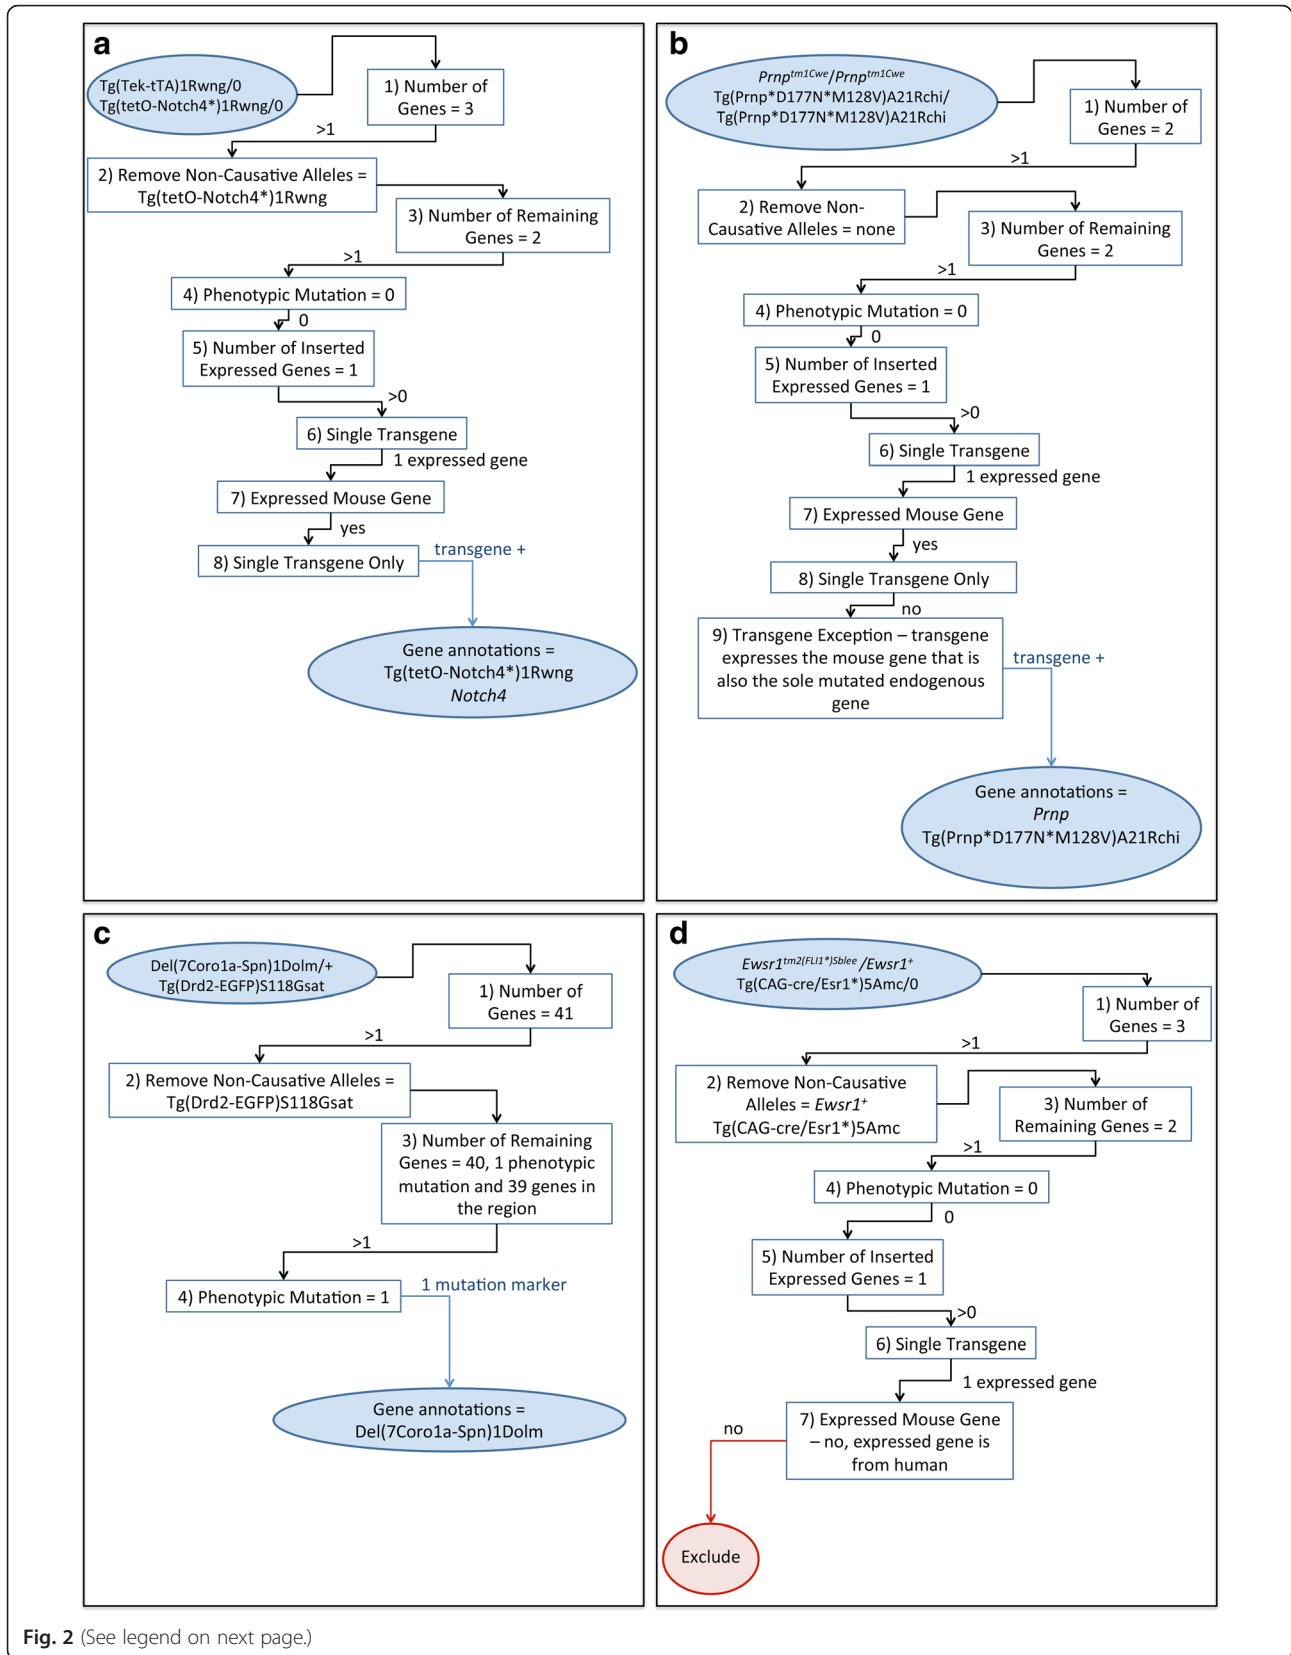 a
Tg(Tek-tTA)1Rwng/0
Tg(tetO-Notch4*)1Rwng/0
1) Number of
Genes = 3
>1
2) Remove Non-Causative Alleles =
Tg(tetO-Notch4*)1Rwng
3) Number of Remaining
Genes = 2
>1
4) Phenotypic Mutation = 0
0
5) Number of Inserted
Expressed Genes = 1
>0
6) Single Transgene
1 expressed gene
7) Expressed Mouse Gene
yes
8) Single Transgene Only
transgene +
Gene annotations =
Tg(tetO-Notch4*)1Rwng
Notch4
b
Prnptm1Cwe/Prnptm1Cwe
Tg(Prnp*D177N*M128V)A21Rchi/
Tg(Prnp*D177N*M128V)A21Rchi
1) Number of
Genes = 2
>1
2) Remove Non-
Causative Alleles = none
3) Number of Remaining
Genes = 2
>1
4) Phenotypic Mutation = 0
0
5) Number of Inserted
Expressed Genes = 1
>0
6) Single Transgene
1 expressed gene
7) Expressed Mouse Gene
yes
8) Single Transgene Only
no
9) Transgene Exception – transgene
expresses the mouse gene that is
also the sole mutated endogenous
gene
transgene +
Gene annotations =
Prnp
Tg(Prnp*D177N*M128V)A21Rchi
c
Del(7Coro1a-Spn)1Dolm/+
Tg(Drd2-EGFP)S118Gsat
1) Number of
Genes = 41
>1
2) Remove Non-Causative Alleles =
Tg(Drd2-EGFP)S118Gsat
3) Number of Remaining
Genes = 40, 1 phenotypic
mutation and 39 genes in
the region
>1
4) Phenotypic Mutation = 1
1 mutation marker
Gene annotations =
Del(7Coro1a-Spn)1Dolm
d
Ewsr1tm2(FLI1*)Sblee/Ewsr1+
Tg(CAG-cre/Esr1*)5Amc/0
1) Number of
Genes = 3
>1
2) Remove Non-Causative
Alleles = Ewsr1+
Tg(CAG-cre/Esr1*)5Amc
3) Number of
Remaining Genes = 2
>1
4) Phenotypic Mutation = 0
0
5) Number of Inserted
Expressed Genes = 1
>0
6) Single Transgene
1 expressed gene
7) Expressed Mouse Gene
– no, expressed gene is
from human
no
Exclude
Fig. 2 (See legend on next page.)